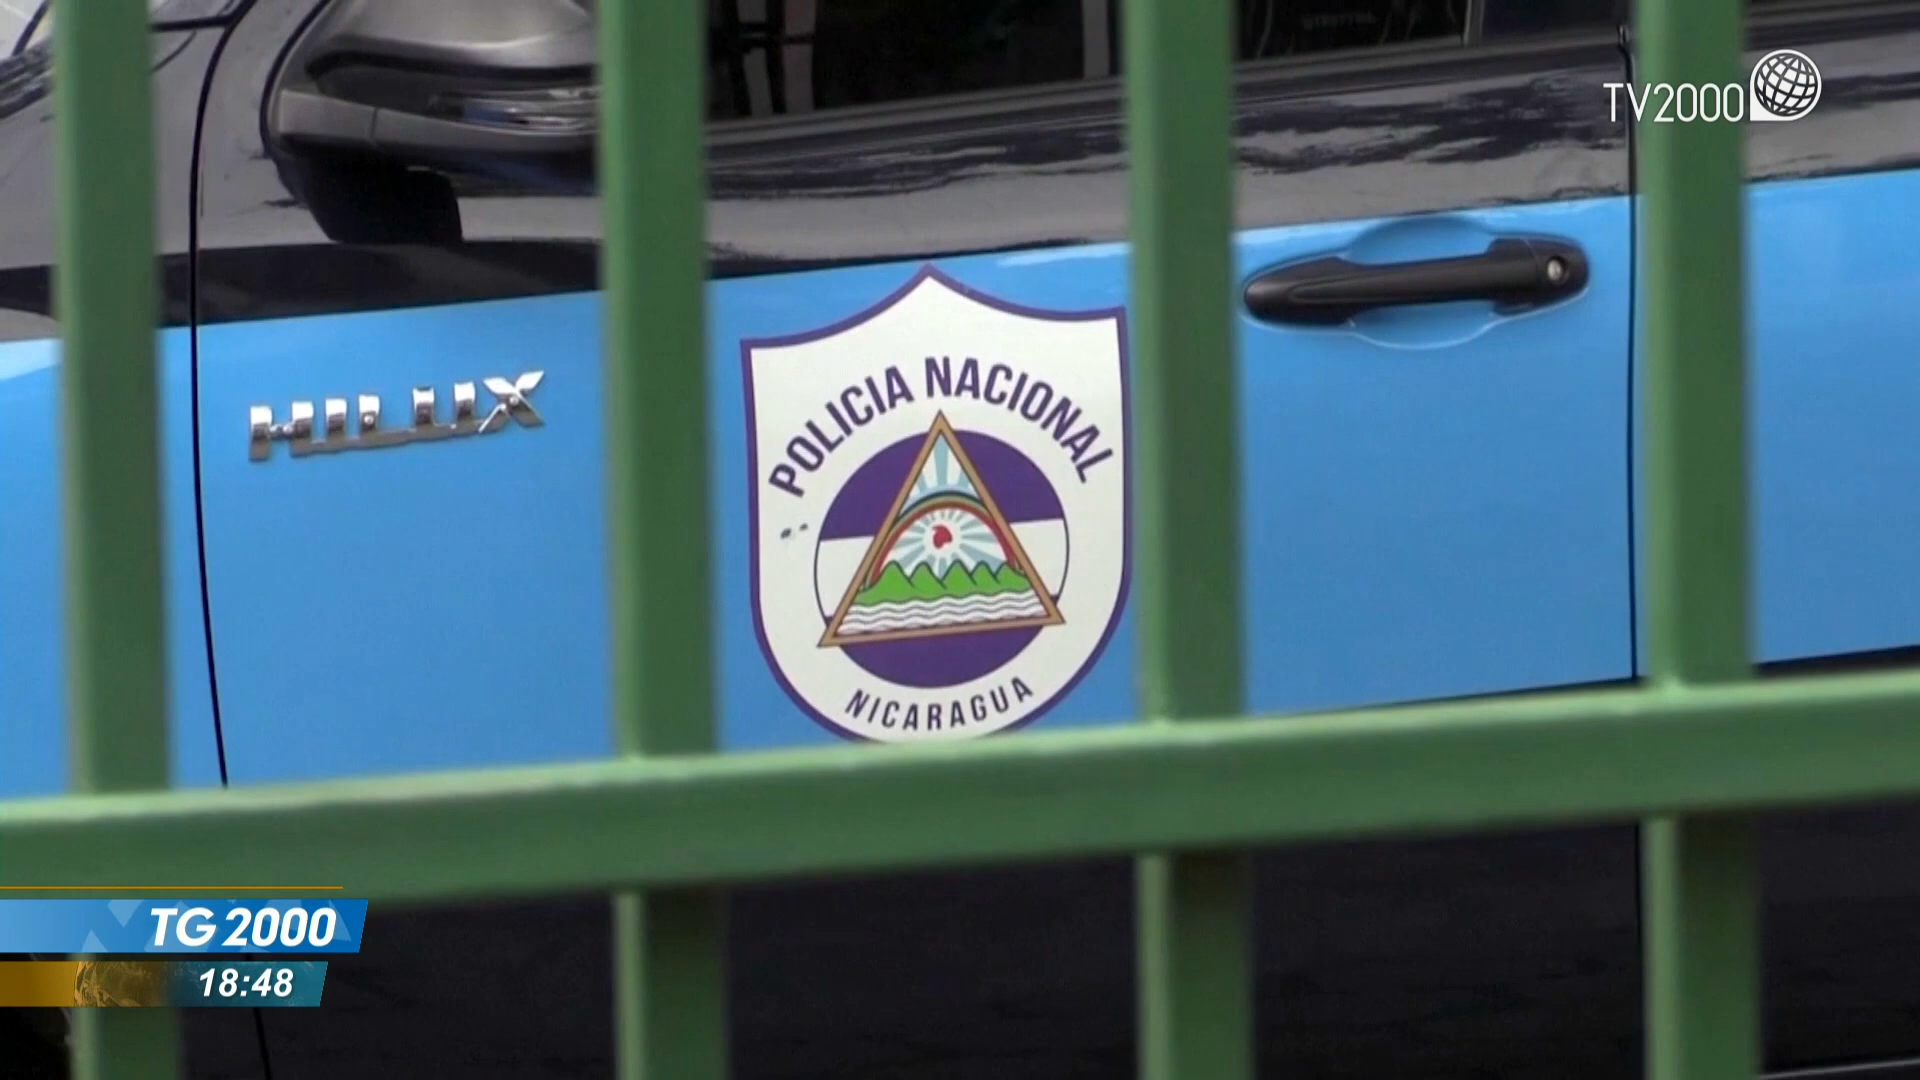 TV2000
HILUX
POLICIA NACIONAL
NICARAGUA
TG 2000
18:48